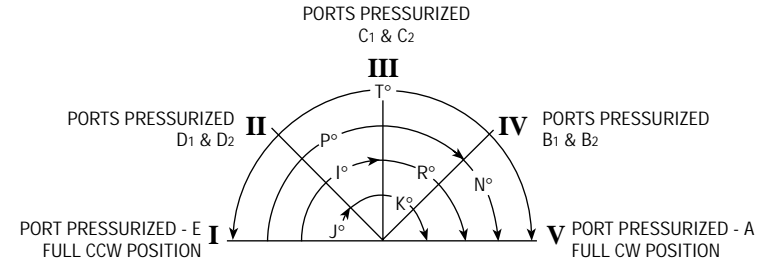 PORTS PRESSURIZED
C1 & C2
III
T°
PORTS PRESSURIZED
D1 & D2
II
IV
PORTS PRESSURIZED
B1 & B2
P°
I°
R°
N°
K°
J°
PORT PRESSURIZED - E
FULL CCW POSITION
I
V
PORT PRESSURIZED - A
FULL CW POSITION